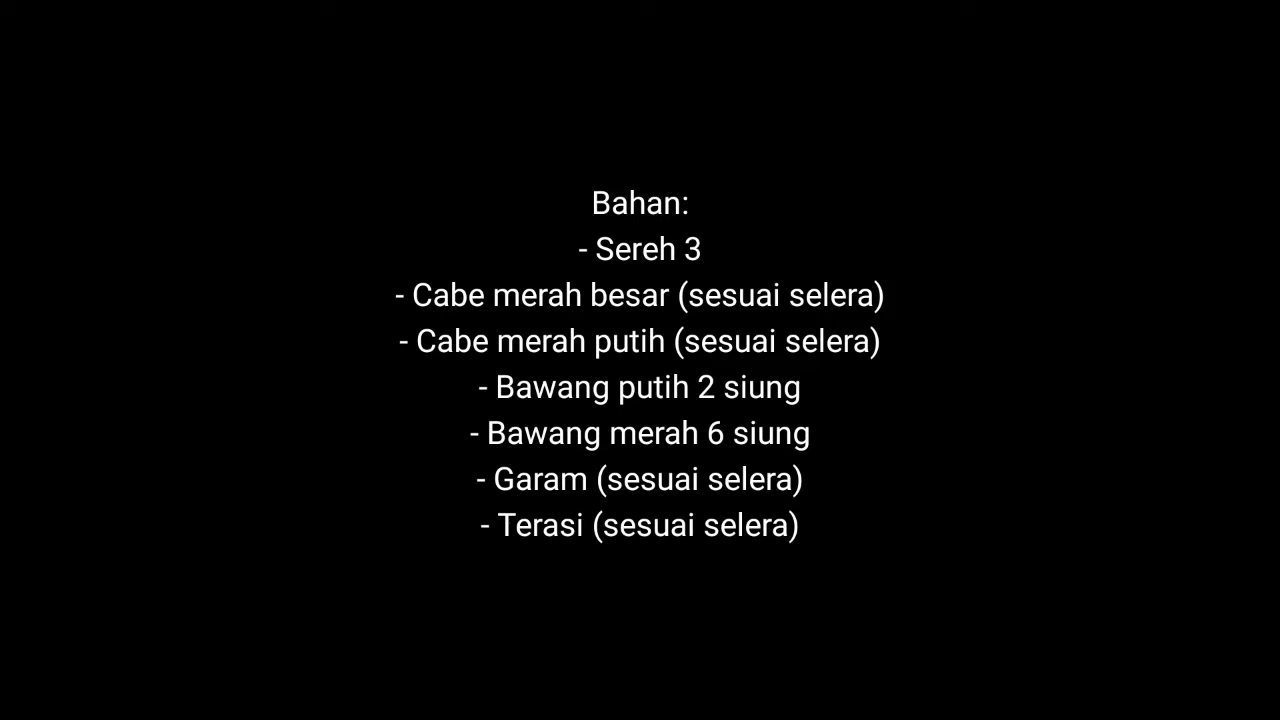 Bahan:
- Sereh 3
- Cabe merah besar (sesuai selera)
- Cabe merah putih (sesuai selera)
- Bawang putih 2 siung
- Bawang merah 6 siung
- Garam (sesuai selera)
- Terasi (sesuai selera)